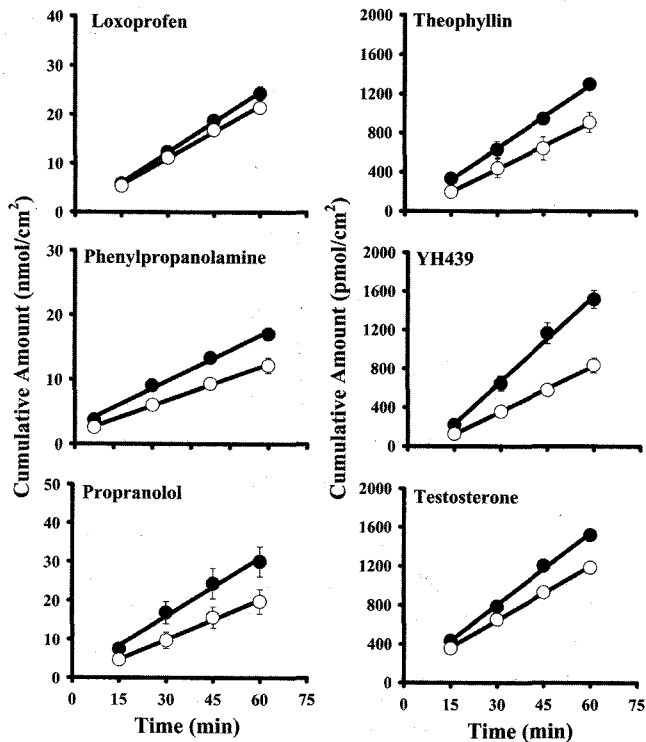 Loxoprofen
40
30
20
10
0
Theophyllin
2000
1600
1200
800
400
0
Phenylpropanolamine
30
20
10
0
YH439
2000
1600
1200
800
400
0
Propranolol
50
40
30
20
10
0
0 15 30 45 60 75
Time (min)
Testosterone
2000
1600
1200
800
400
0
0 15 30 45 60 75
Time (min)
Cumulative Amount (nmol/cm²)
Cumulative Amount (pmol/cm²)